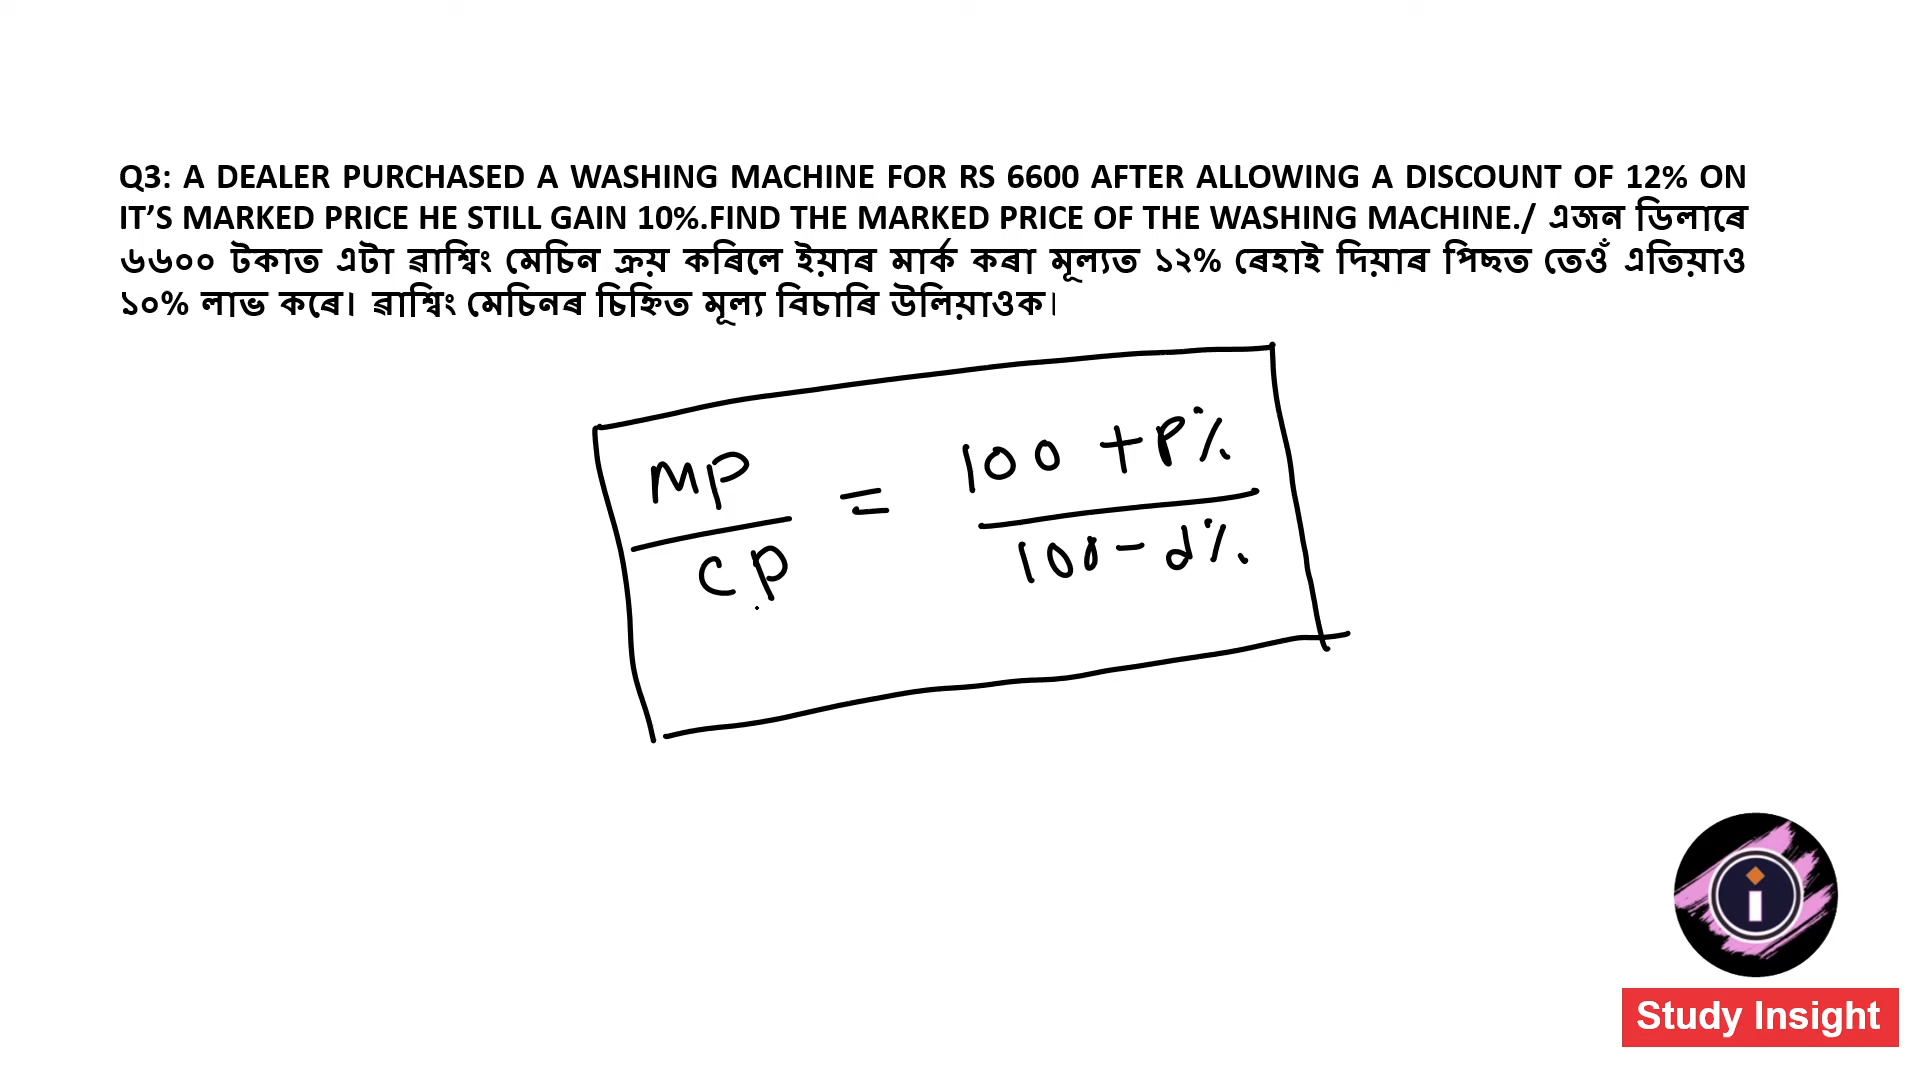 Q3: A DEALER PURCHASED A WASHING MACHINE FOR RS 6600 AFTER ALLOWING A DISCOUNT OF 12% ON
IT’S MARKED PRICE HE STILL GAIN 10%.FIND THE MARKED PRICE OF THE WASHING MACHINE./ এজন ডিলাৰে
৬৬০০ টকাত এটা ৱাশ্বিং মেচিন ক্ৰয় কৰিলে ইয়াৰ মাৰ্ক কৰা মূল্যত ১২% ৰেহাই দিয়াৰ পিছত তেওঁ এতিয়াও
১০% লাভ কৰে। ৱাশ্বিং মেচিনৰ চিহ্নিত মূল্য বিচাৰি উলিয়াওক।
MP/CP = 100 + P%/100 - d%
i
Study Insight